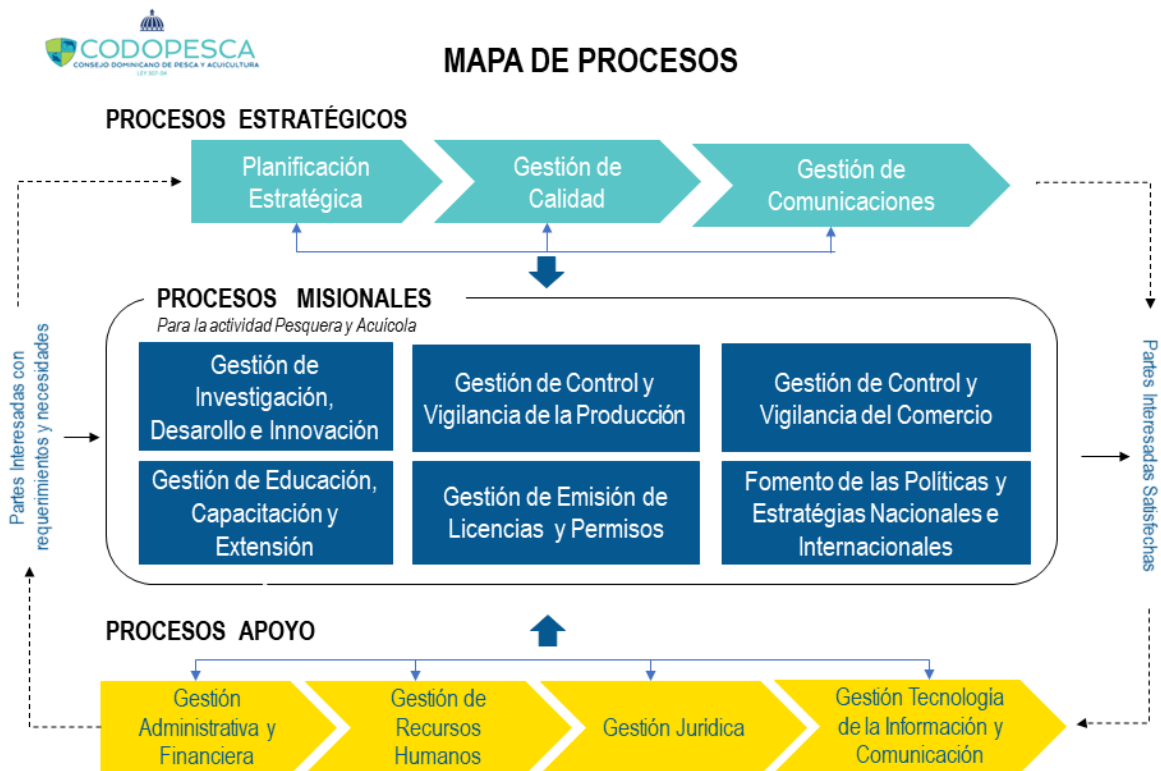 CODOPESCA
CONSEJO DOMINICANO DE PESCA Y ACUICULTURA
LEY 307-04
MAPA DE PROCESOS
PROCESOS ESTRATÉGICOS
Planificación
Estratégica
Gestión de
Calidad
Gestión de
Comunicaciones
Partes Interesadas con
requerimientos y necesidades
PROCESOS MISIONALES
Para la actividad Pesquera y Acuícola
Gestión de
Investigación,
Desarollo e Innovación
Gestión de Control y
Vigilancia de la Producción
Gestión de Control y
Vigilancia del Comercio
Gestión de Educación,
Capacitación y
Extensión
Gestión de Emisión de
Licencias y Permisos
Fomento de las Políticas y
Estratégias Nacionales e
Internacionales
Partes Interesadas Satisfechas
PROCESOS APOYO
Gestión
Administrativa y
Financiera
Gestión de
Recursos
Humanos
Gestión Jurídica
Gestión Tecnología
de la Información y
Comunicación